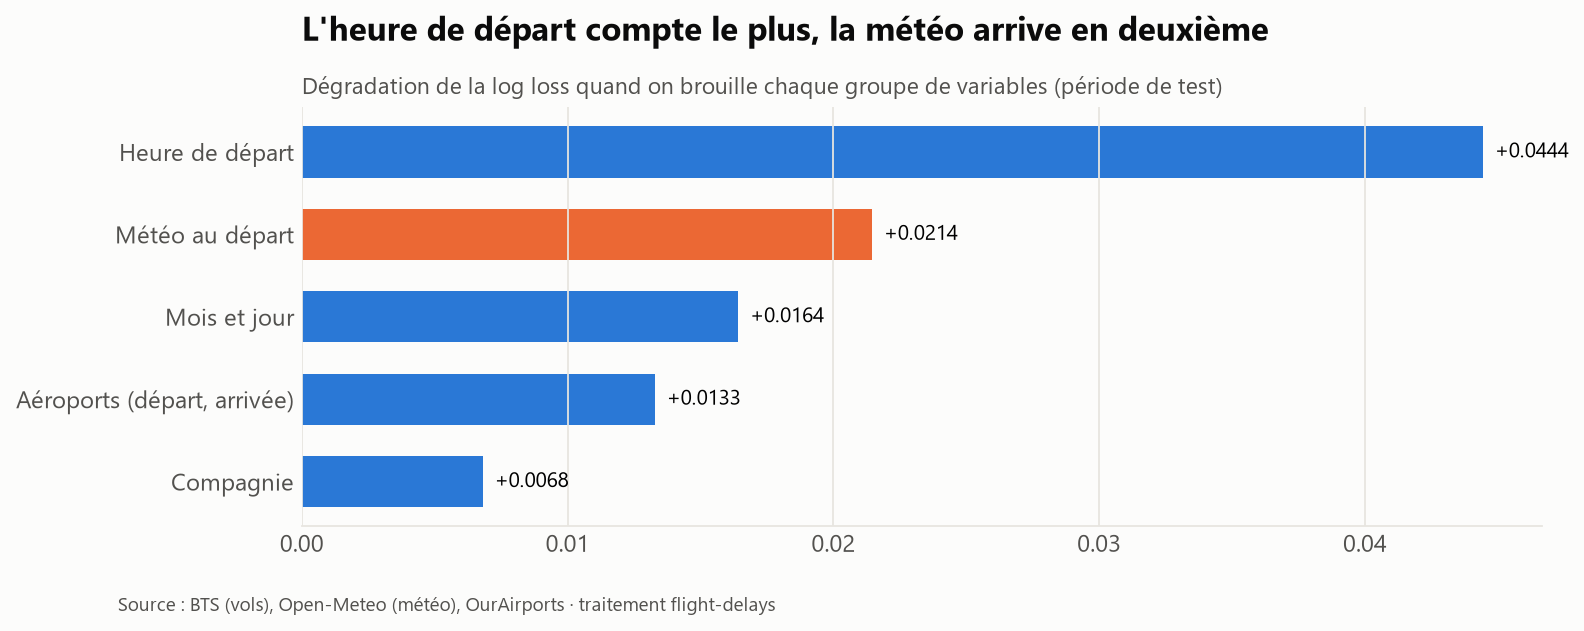 L'heure de départ compte le plus, la météo arrive en deuxième
Dégradation de la log loss quand on brouille chaque groupe de variables (période de test)
Heure de départ +0.0444
Météo au départ +0.0214
Mois et jour +0.0164
Aéroports (départ, arrivée) +0.0133
Compagnie +0.0068
0.00 0.01 0.02 0.03 0.04
Source : BTS (vols), Open-Meteo (météo), OurAirports · traitement flight-delays